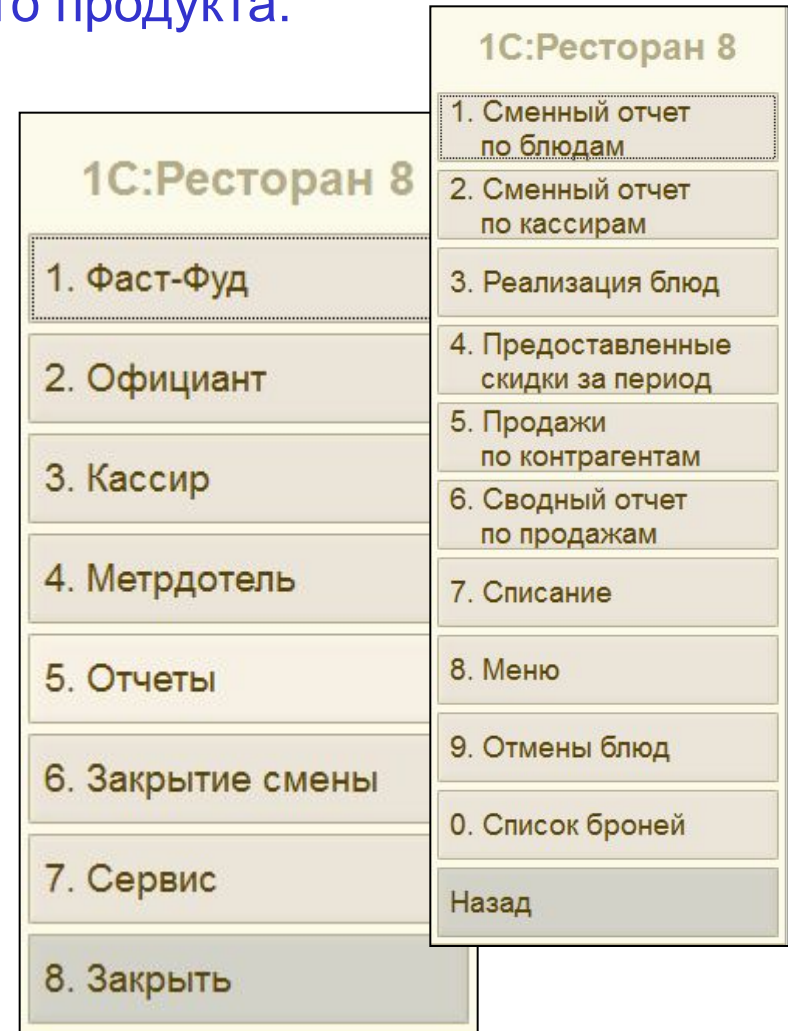 го продукта.
1С:Ресторан 8
1. Фаст-Фуд
2. Официант
3. Кассир
4. Метрдотель
5. Отчеты
6. Закрытие смены
7. Сервис
8. Закрыть
1С:Ресторан 8
1. Сменный отчет
по блюдам
2. Сменный отчет
по кассирам
3. Реализация блюд
4. Предоставленные
скидки за период
5. Продажи
по контрагентам
6. Сводный отчет
по продажам
7. Списание
8. Меню
9. Отмены блюд
0. Список броней
Назад